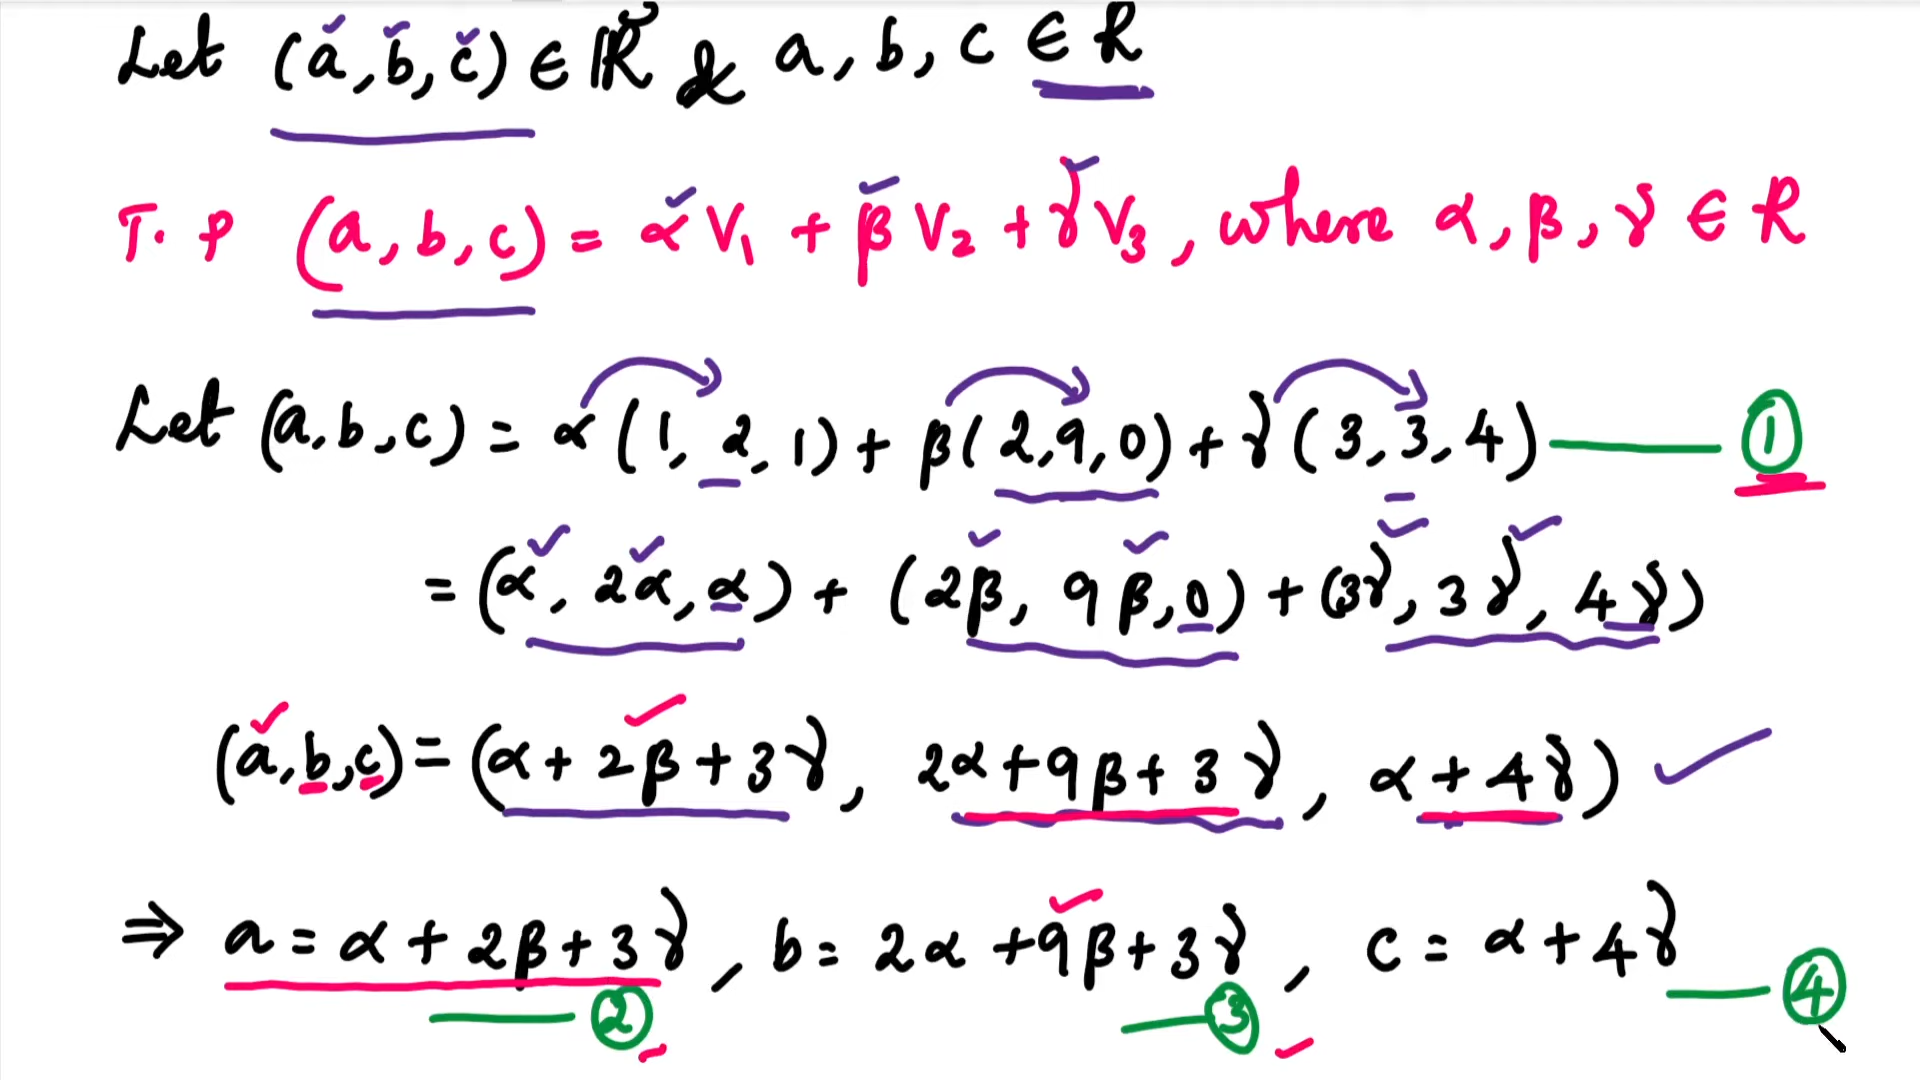 Let (a, b, c) ∈ ℝ³ & a, b, c ∈ R
T. P (a, b, c) = αV₁ + βV₂ + γV₃, where α, β, γ ∈ R
Let (a, b, c) = α(1, 2, 1) + β(2, 9, 0) + γ(3, 3, 4) —— ①
= (α, 2α, α) + (2β, 9β, 0) + (3γ, 3γ, 4γ)
(a, b, c) = (α + 2β + 3γ, 2α + 9β + 3γ, α + 4γ)
⇒ a = α + 2β + 3γ, b = 2α + 9β + 3γ, c = α + 4γ —— ④
—— ② —— ③